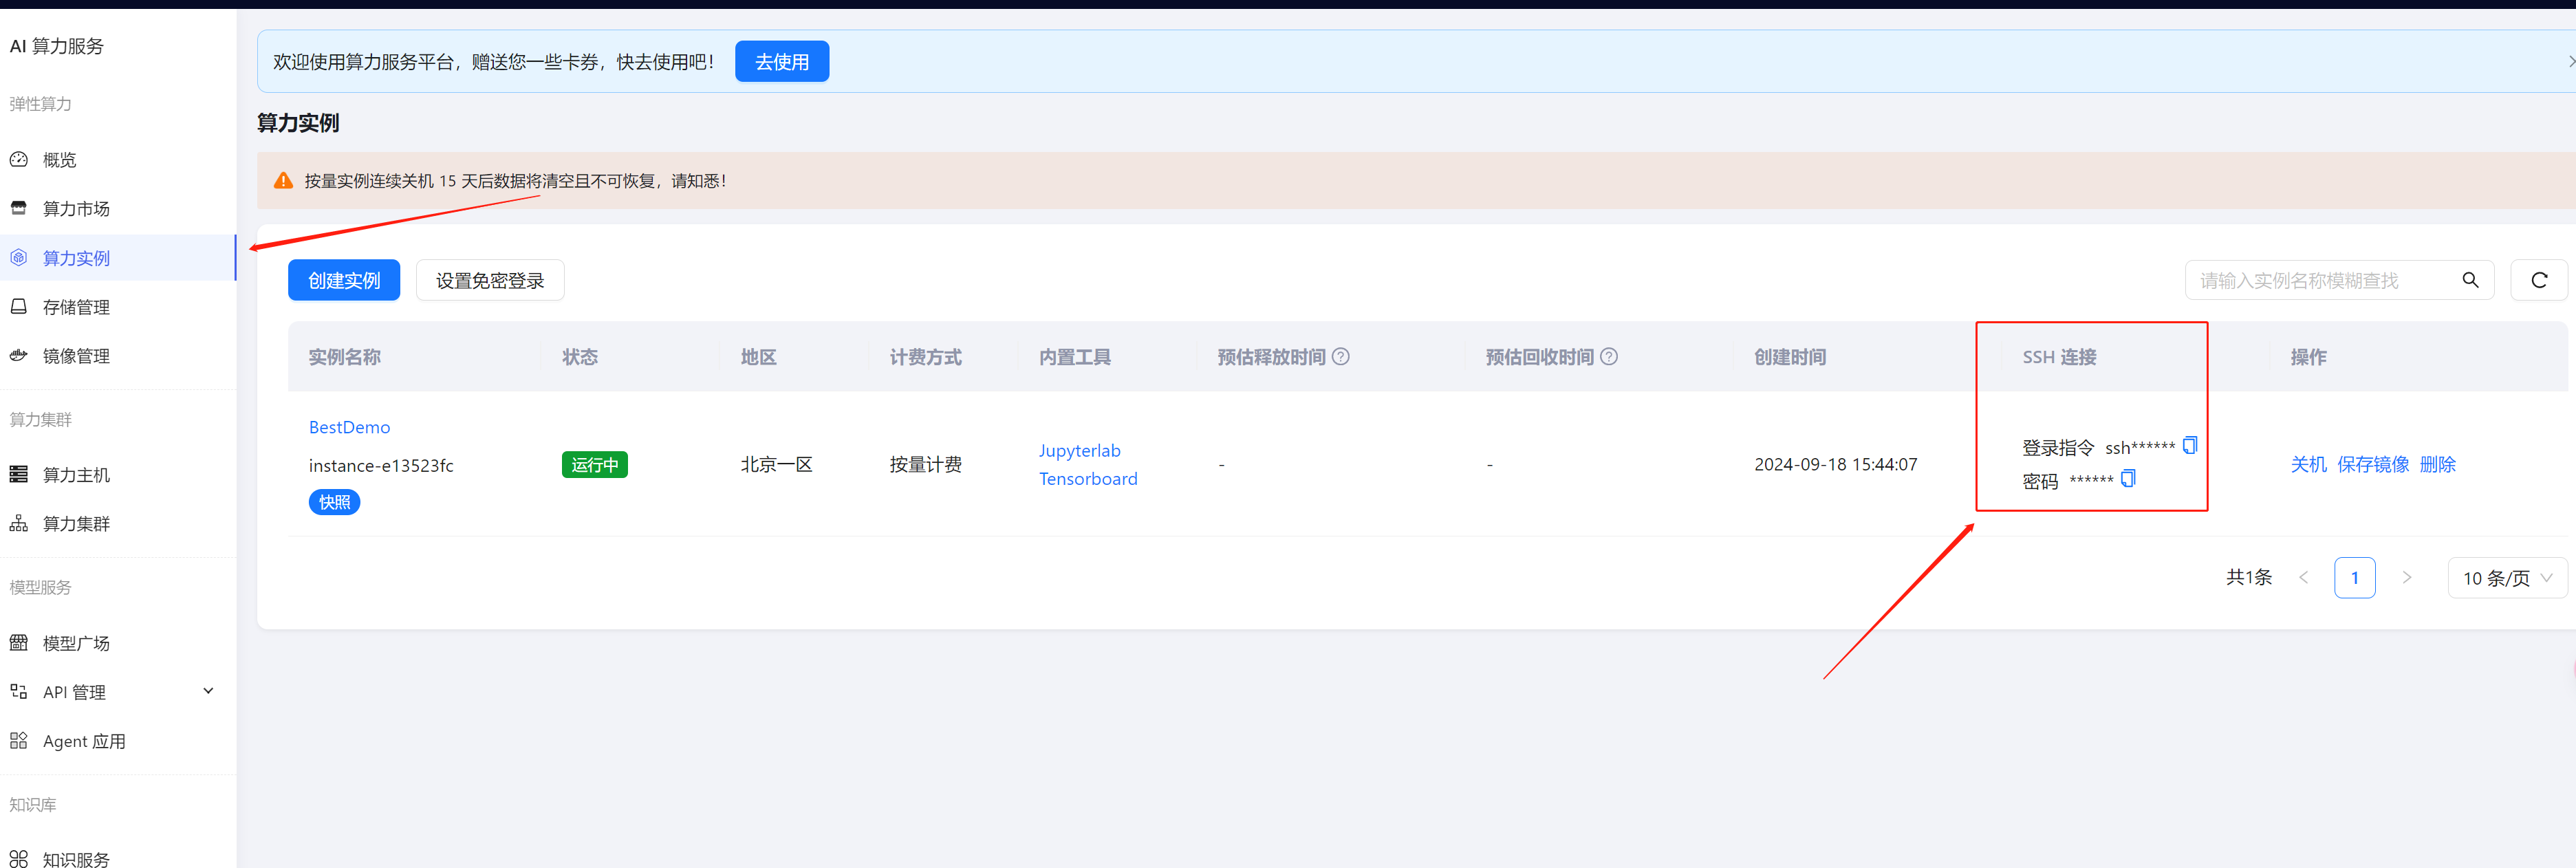 AI 算力服务
弹性算力
概览
算力市场
算力实例
存储管理
镜像管理
算力集群
算力主机
算力集群
模型服务
模型广场
API 管理
Agent 应用
知识库
知识服务
欢迎使用算力服务平台，赠送您一些卡券，快去使用吧！ 去使用
算力实例
按量实例连续关机 15 天后数据将清空且不可恢复，请知悉！
创建实例 设置免密登录 请输入实例名称模糊查找
实例名称 状态 地区 计费方式 内置工具 预估释放时间 预估回收时间 创建时间 SSH 连接 操作
BestDemo
instance-e13523fc
快照
运行中
北京一区
按量计费
Jupyterlab
Tensorboard
-
-
2024-09-18 15:44:07
登录指令 ssh******
密码 ******
关机 保存镜像 删除
共1条 < 1 > 10 条/页